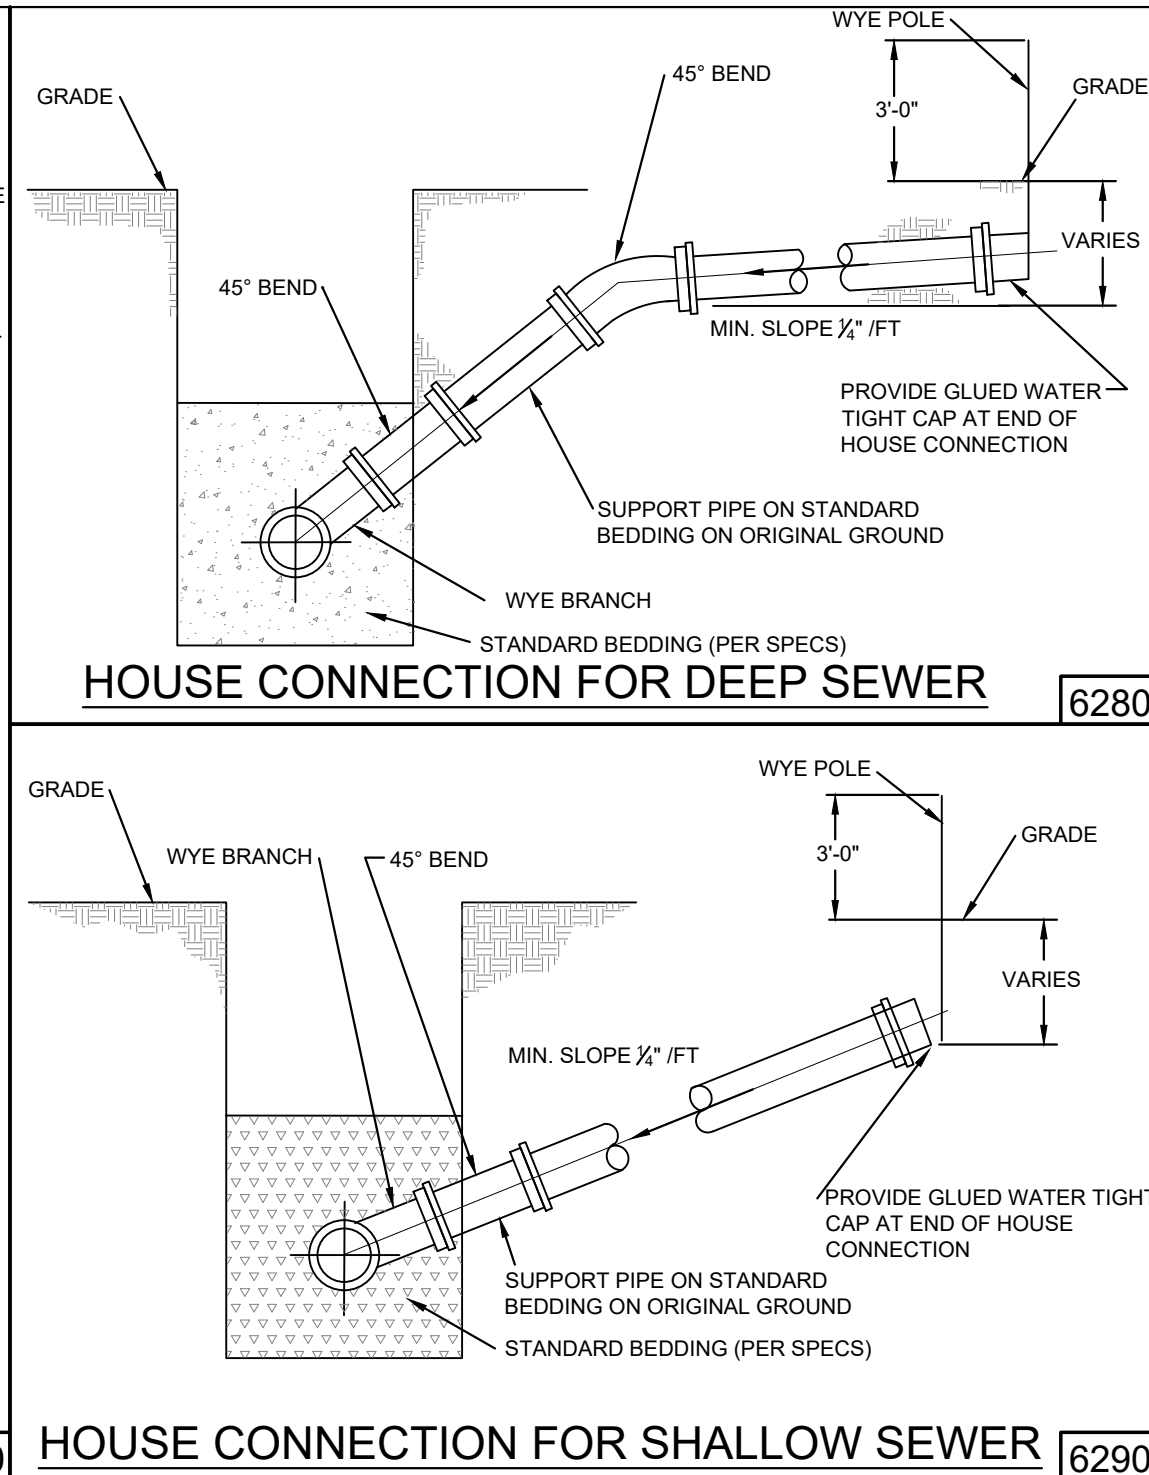 WYE POLE
45° BEND
GRADE
GRADE
3'-0"
VARIES
45° BEND
MIN. SLOPE 1/4" /FT
PROVIDE GLUED WATER
TIGHT CAP AT END OF
HOUSE CONNECTION
SUPPORT PIPE ON STANDARD
BEDDING ON ORIGINAL GROUND
WYE BRANCH
STANDARD BEDDING (PER SPECS)
HOUSE CONNECTION FOR DEEP SEWER
6280
WYE POLE
GRADE
GRADE
3'-0"
WYE BRANCH
45° BEND
VARIES
MIN. SLOPE 1/4" /FT
PROVIDE GLUED WATER TIGHT
CAP AT END OF HOUSE
CONNECTION
SUPPORT PIPE ON STANDARD
BEDDING ON ORIGINAL GROUND
STANDARD BEDDING (PER SPECS)
HOUSE CONNECTION FOR SHALLOW SEWER
6290